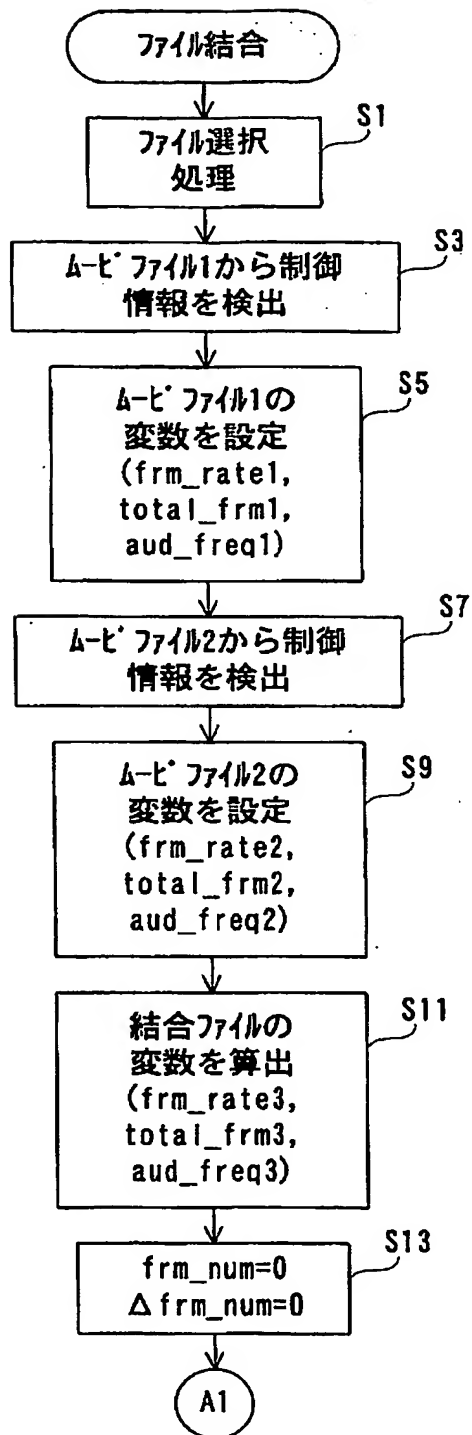 ファイル結合
S1
ファイル選択
処理
S3
ムービファイル1から制御
情報を検出
S5
ムービファイル1の
変数を設定
(frm_rate1,
total_frm1,
aud_freq1)
S7
ムービファイル2から制御
情報を検出
S9
ムービファイル2の
変数を設定
(frm_rate2,
total_frm2,
aud_freq2)
S11
結合ファイルの
変数を算出
(frm_rate3,
total_frm3,
aud_freq3)
S13
frm_num=0
Δfrm_num=0
A1